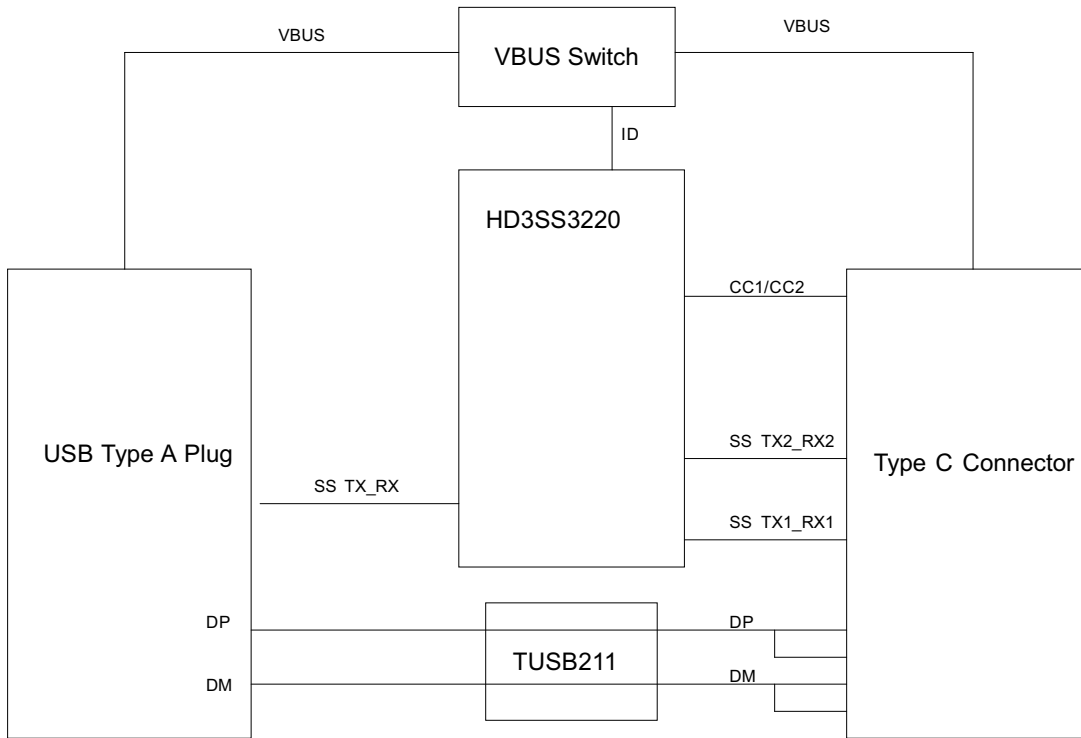 VBUS
VBUS
VBUS Switch
ID
HD3SS3220
CC1/CC2
USB Type A Plug
SS TX2_RX2
Type C Connector
SS TX_RX
SS TX1_RX1
DP
DP
TUSB211
DM
DM